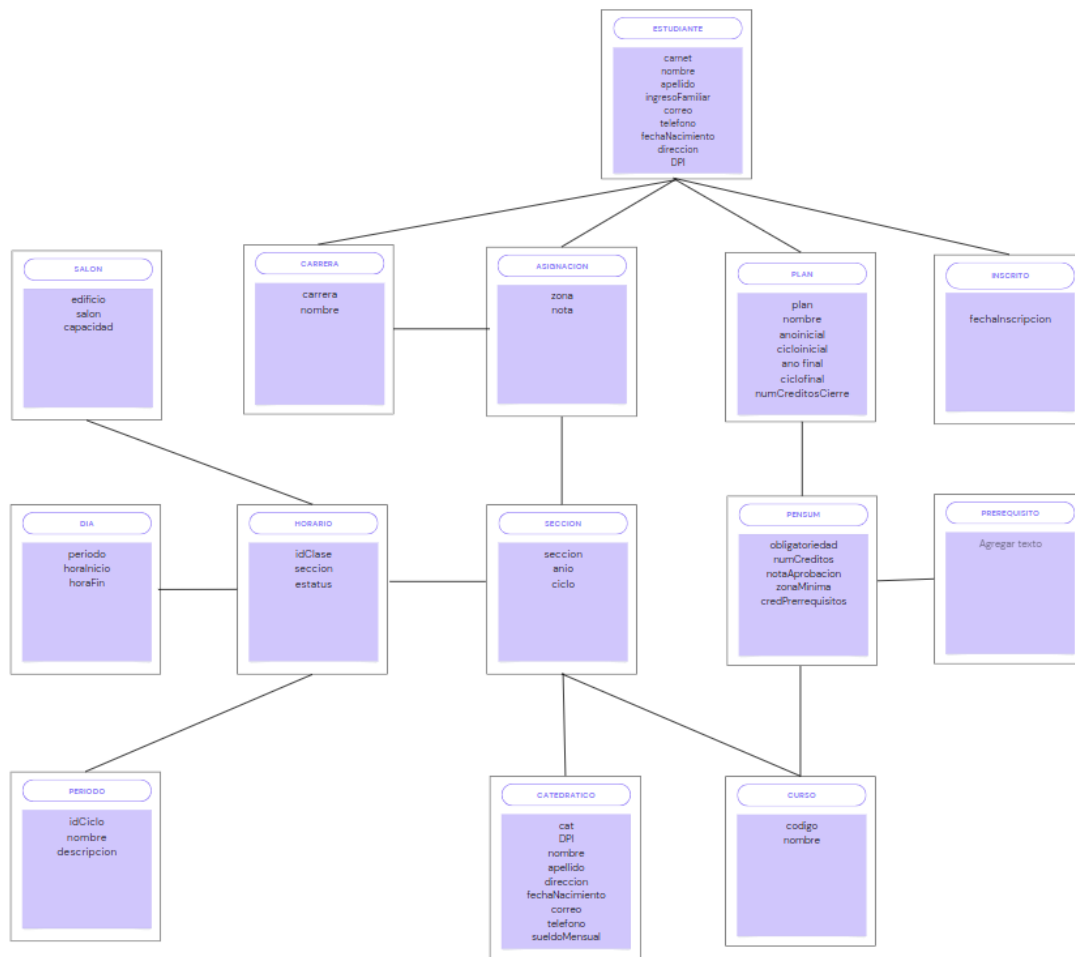 ESTUDIANTE
carnet
nombre
apellido
ingresoFamiliar
correo
telefono
fechaNacimiento
direccion
DPI
SALON
edificio
salon
capacidad
CARRERA
carrera
nombre
ASIGNACION
zona
nota
PLAN
plan
nombre
anoinicial
cicloinicial
ano final
ciclofinal
numCreditosCierre
INSCRITO
fechaInscripcion
DIA
periodo
horaInicio
horaFin
HORARIO
idClase
seccion
estatus
SECCION
seccion
anio
ciclo
PENSUM
obligatoriedad
numCreditos
notaAprobacion
zonaMinima
credPrerrequisitos
PREREQUISITO
Agregar texto
PERIODO
idCiclo
nombre
descripcion
CATEDRATICO
cat
DPI
nombre
apellido
direccion
fechaNacimiento
correo
telefono
sueldoMensual
CURSO
codigo
nombre